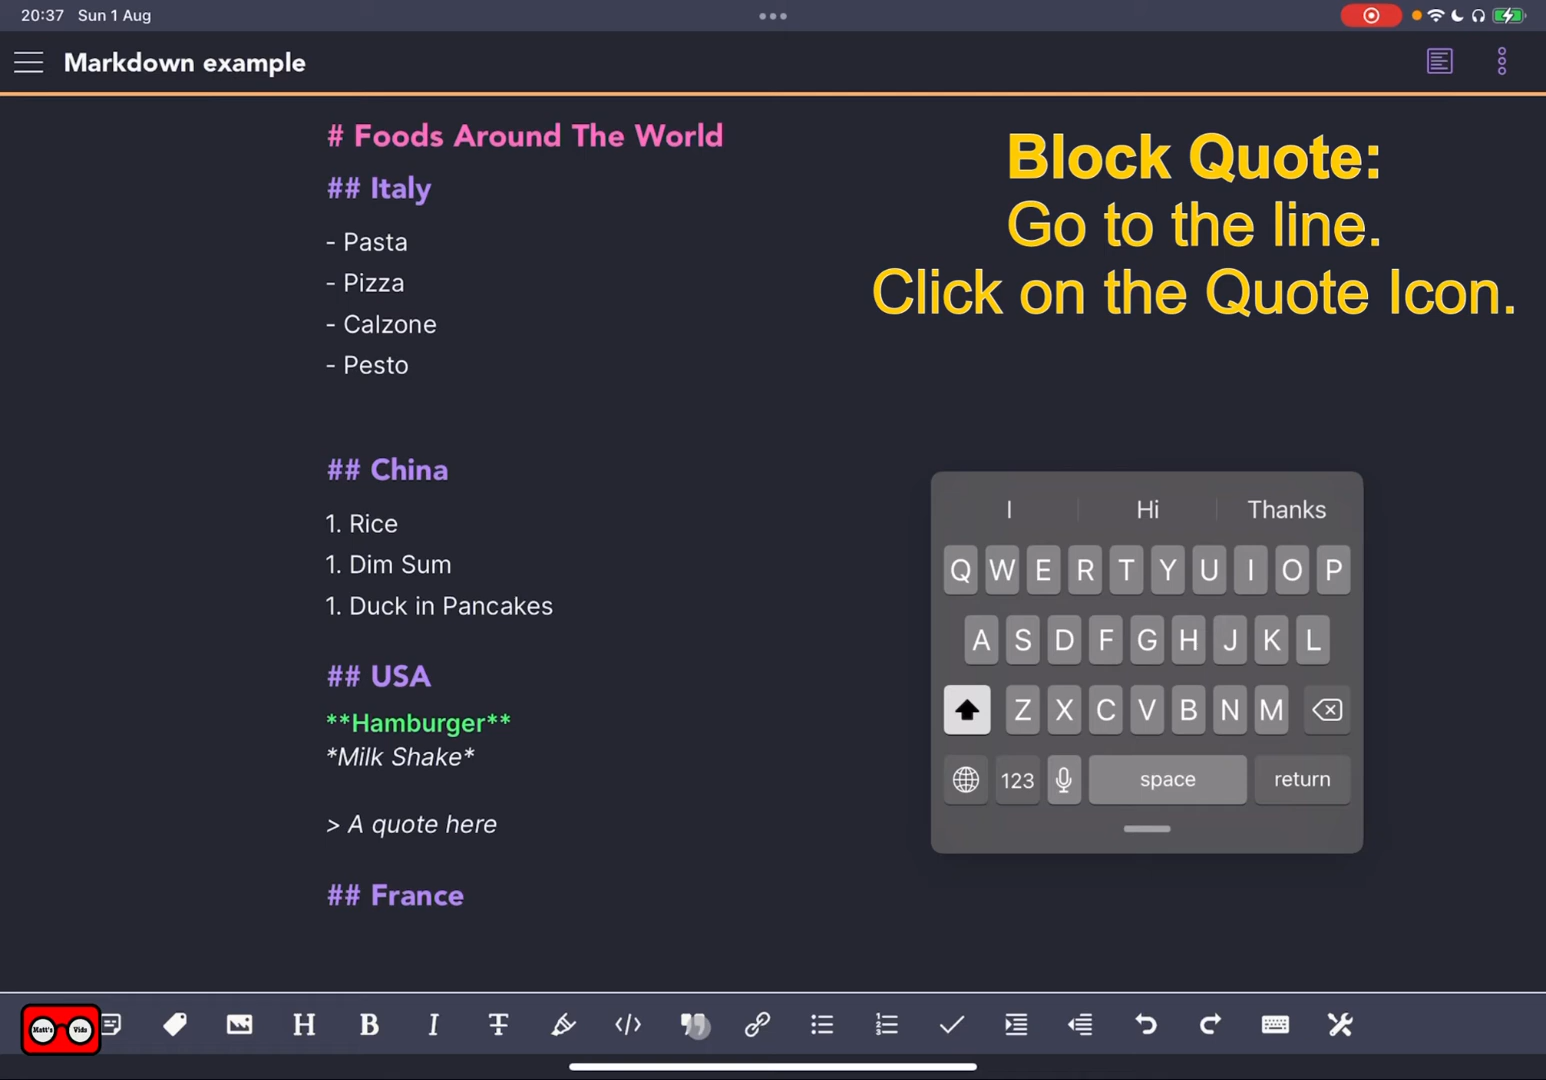 20:37 Sun 1 Aug
Markdown example
# Foods Around The World
## Italy
- Pasta
- Pizza
- Calzone
- Pesto
## China
1. Rice
1. Dim Sum
1. Duck in Pancakes
## USA
**Hamburger**
*Milk Shake*
> A quote here
## France
Block Quote:
Go to the line.
Click on the Quote Icon.
I Hi Thanks
Q W E R T Y U I O P
A S D F G H J K L
Z X C V B N M
123 space return
Matt's Vids
H B I T </>